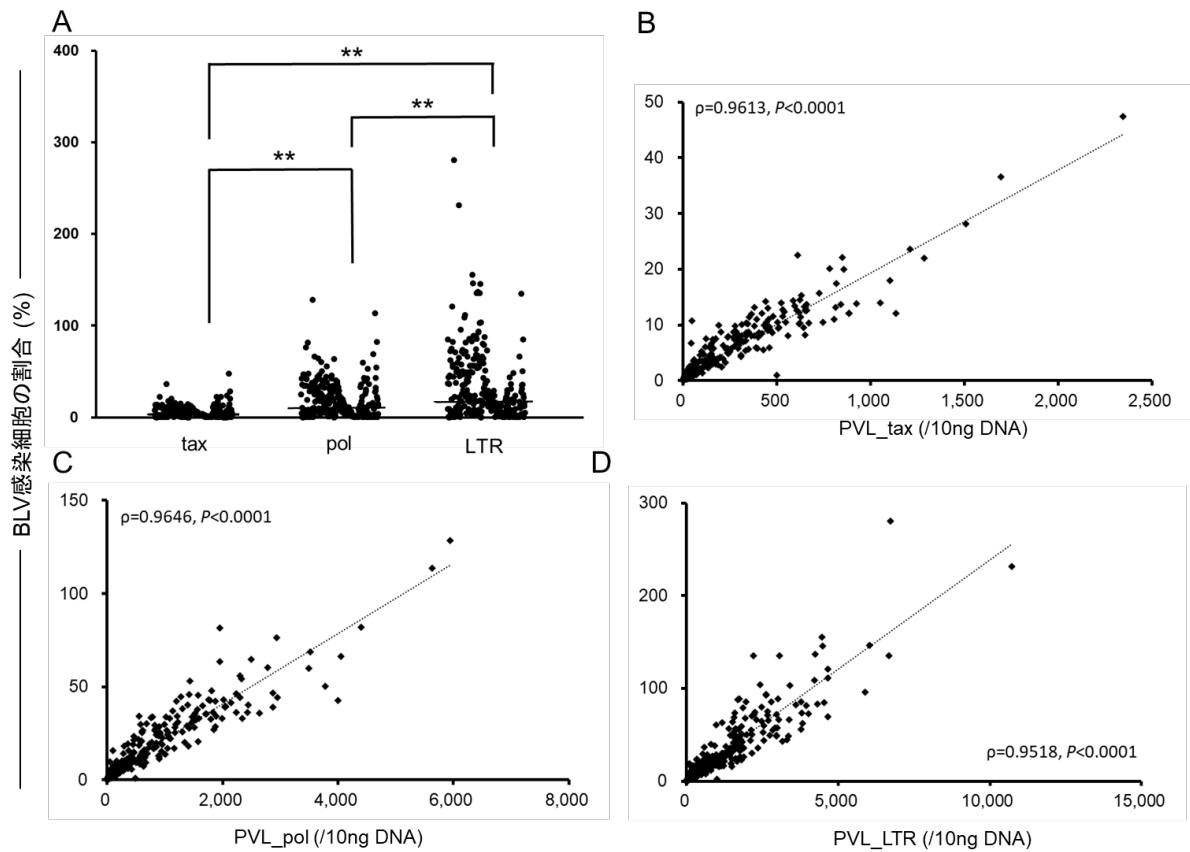 BLV感染細胞の割合 (%)
A
400
300
200
100
0
**
**
**
tax
pol
LTR
B
50
40
30
20
10
0
ρ=0.9613, P<0.0001
0
500
1,000
1,500
2,000
2,500
PVL_tax (/10ng DNA)
C
150
100
50
0
ρ=0.9646, P<0.0001
0
2,000
4,000
6,000
8,000
PVL_pol (/10ng DNA)
D
300
200
100
0
ρ=0.9518, P<0.0001
0
5,000
10,000
15,000
PVL_LTR (/10ng DNA)